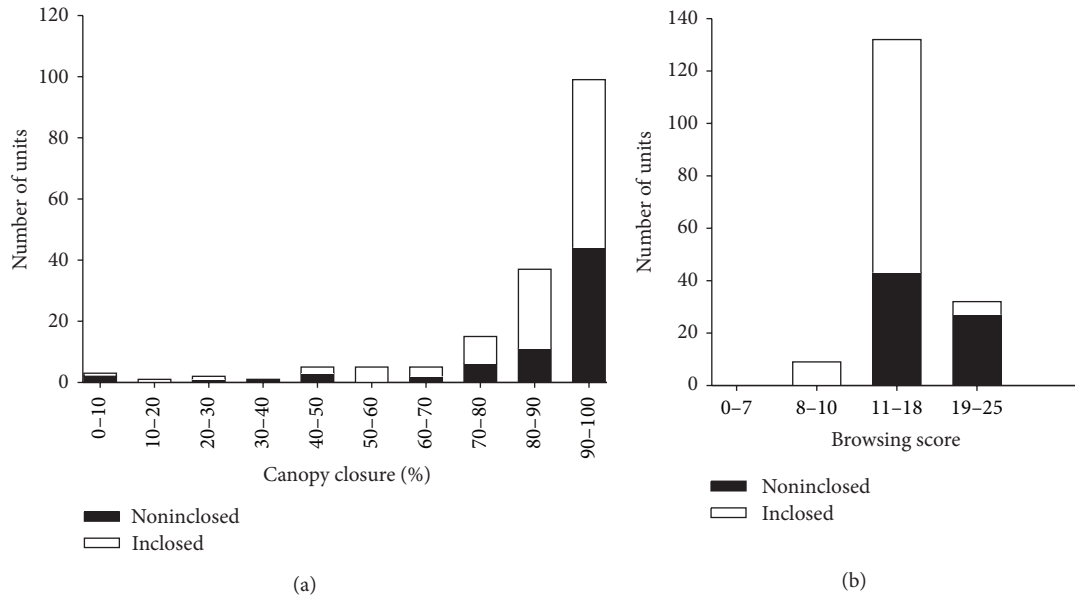 120
100
80
60
40
20
0
Number of units
0–10
10–20
20–30
30–40
40–50
50–60
60–70
70–80
80–90
90–100
Canopy closure (%)
Noninclosed
Inclosed
(a)
140
120
100
80
60
40
20
0
Number of units
0–7
8–10
11–18
19–25
Browsing score
Noninclosed
Inclosed
(b)